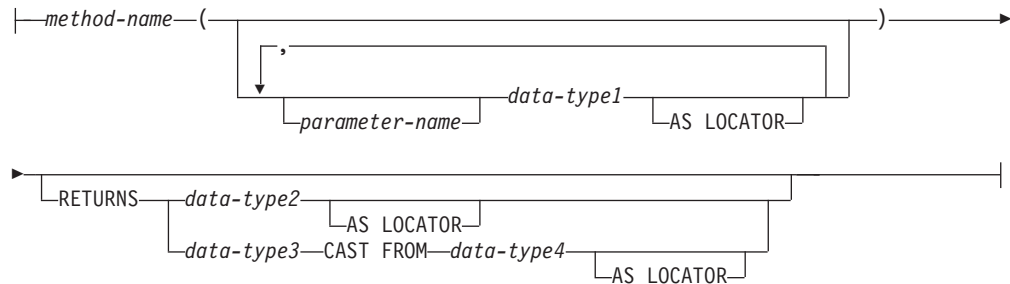 method-name ( )
,
data-type1
parameter-name AS LOCATOR
RETURNS data-type2
AS LOCATOR
data-type3 CAST FROM data-type4
AS LOCATOR